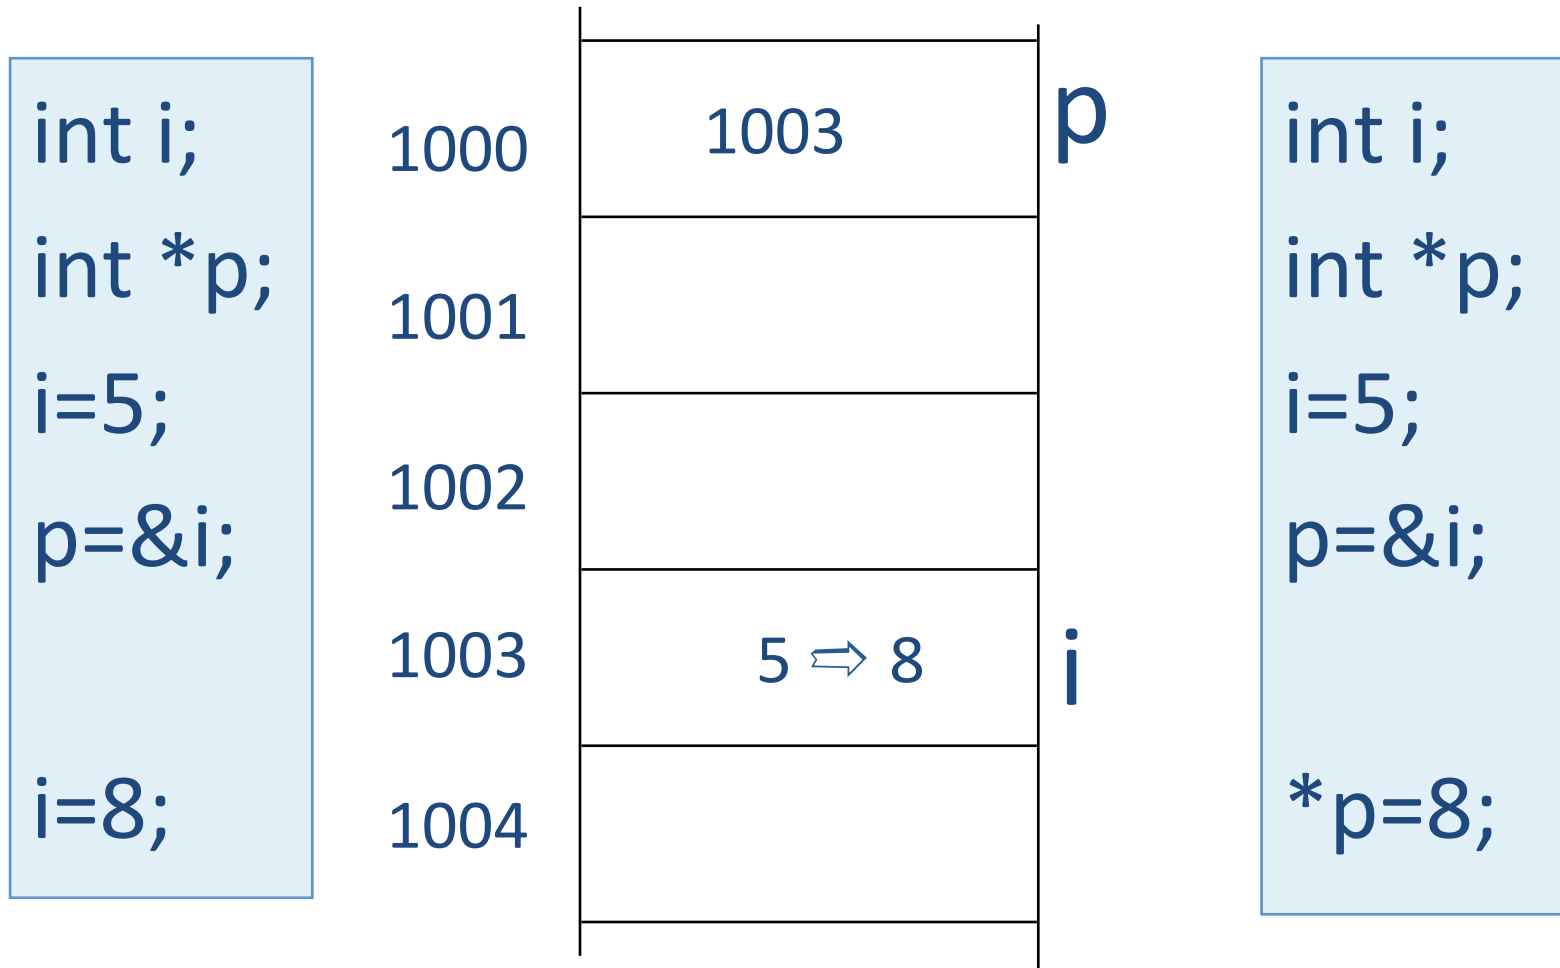 int i;
int *p;
i=5;
p=&i;
i=8;
1000 1003 p
1001
1002
1003 5 ⇨ 8 i
1004
int i;
int *p;
i=5;
p=&i;
*p=8;